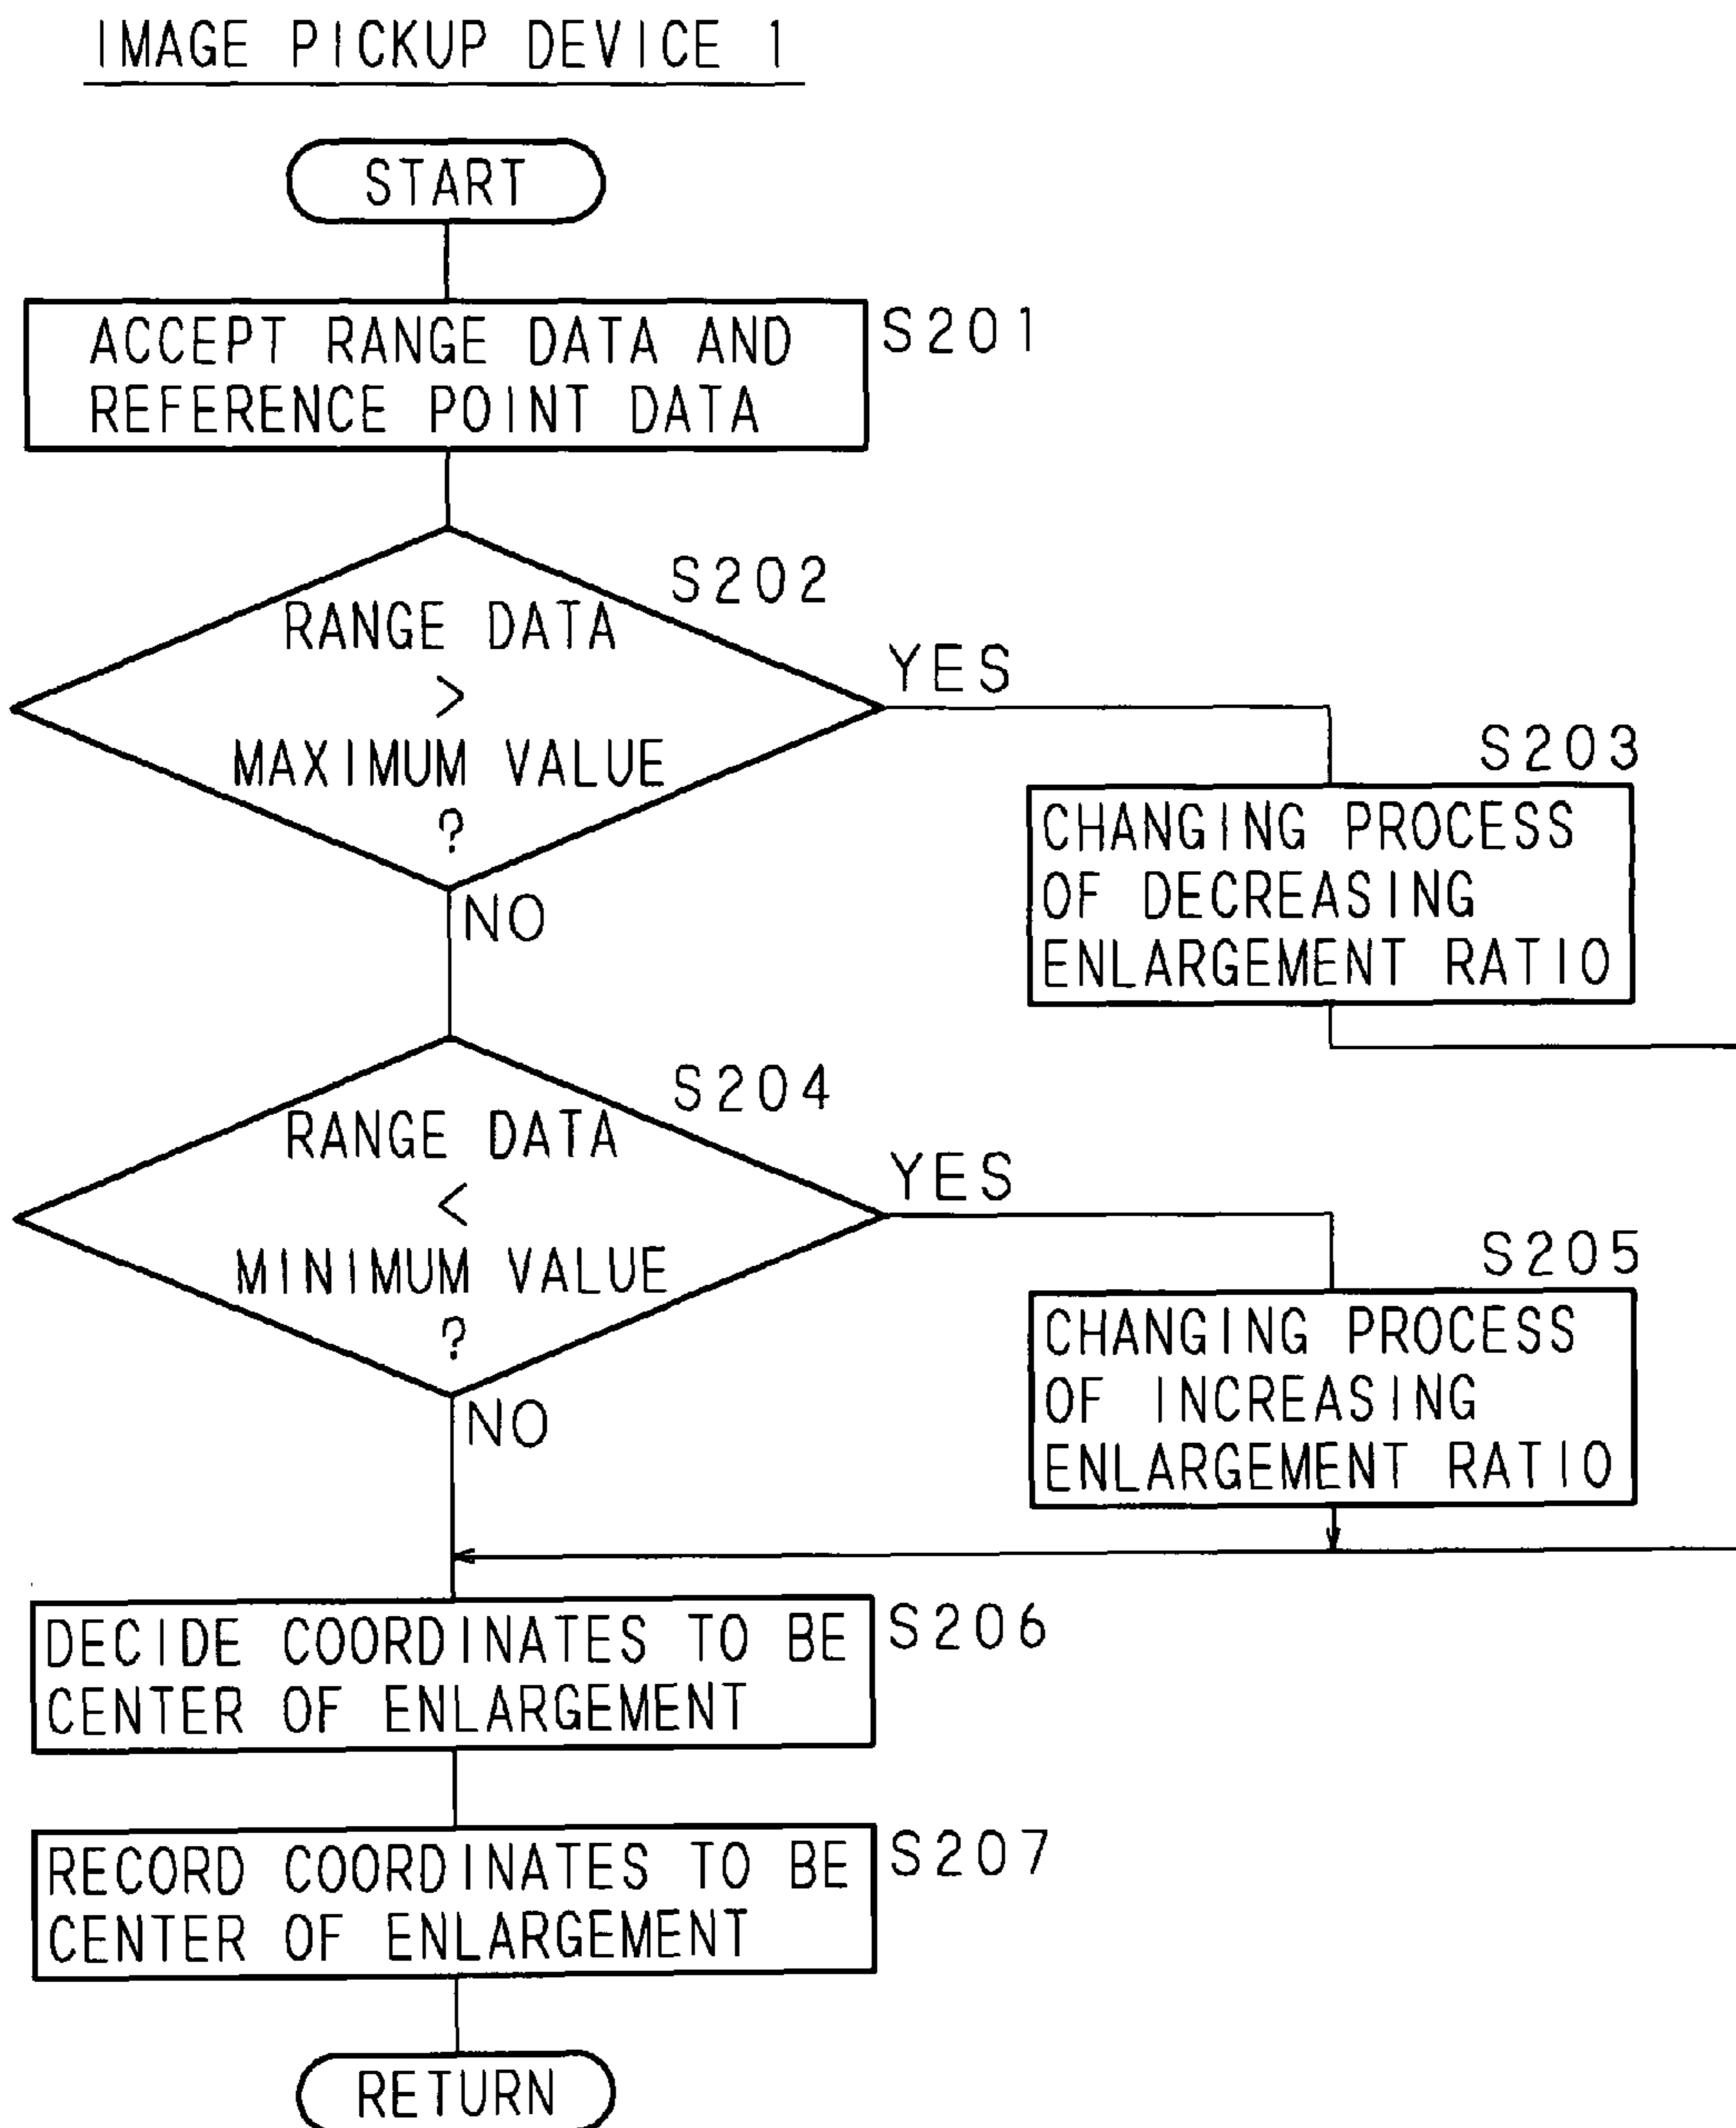 IMAGE PICKUP DEVICE 1
START
ACCEPT RANGE DATA AND
REFERENCE POINT DATA
S201
S202
RANGE DATA
>
MAXIMUM VALUE
?
YES
NO
S203
CHANGING PROCESS
OF DECREASING
ENLARGEMENT RATIO
S204
RANGE DATA
<
MINIMUM VALUE
?
YES
NO
S205
CHANGING PROCESS
OF INCREASING
ENLARGEMENT RATIO
DECIDE COORDINATES TO BE
CENTER OF ENLARGEMENT
S206
RECORD COORDINATES TO BE
CENTER OF ENLARGEMENT
S207
RETURN